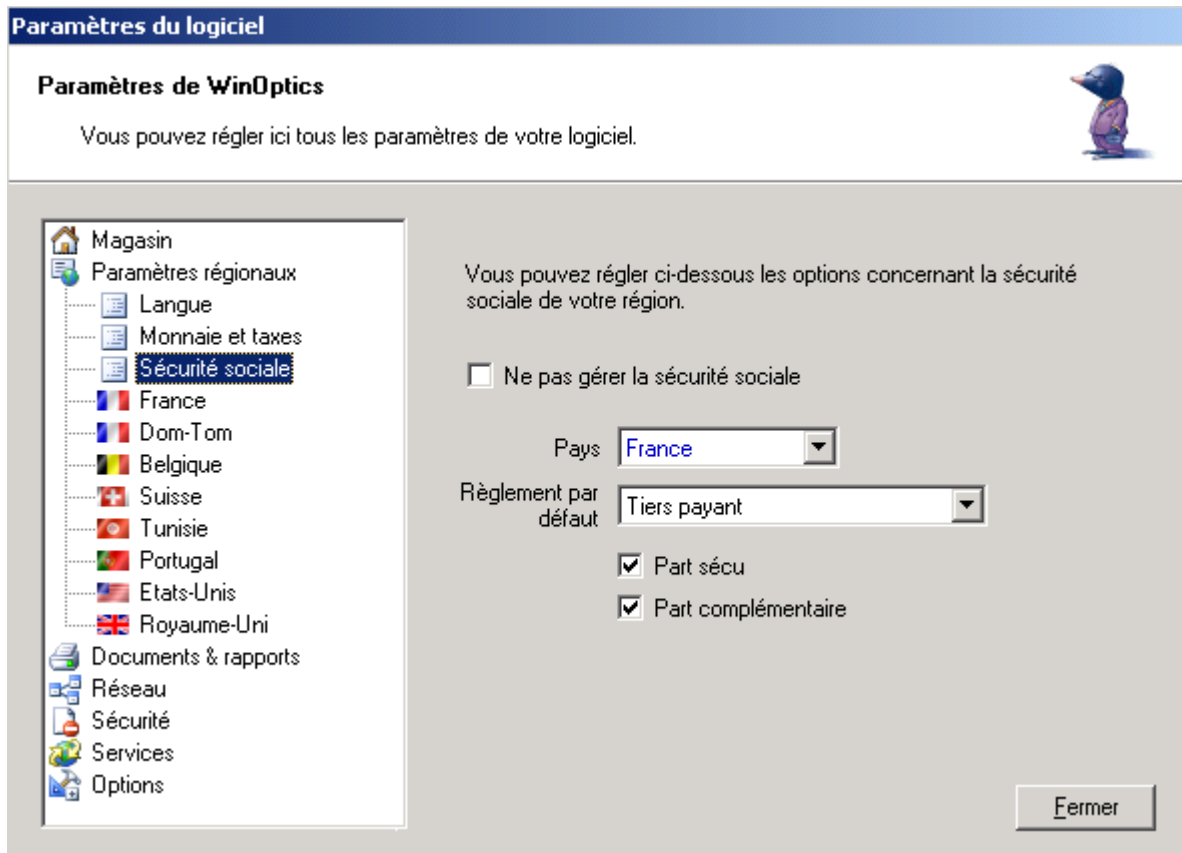 Paramètres du logiciel
Paramètres de WinOptics
Vous pouvez régler ici tous les paramètres de votre logiciel.
Magasin
Paramètres régionaux
Langue
Monnaie et taxes
Sécurité sociale
France
Dom-Tom
Belgique
Suisse
Tunisie
Portugal
Etats-Unis
Royaume-Uni
Documents & rapports
Réseau
Sécurité
Services
Options
Vous pouvez régler ci-dessous les options concernant la sécurité
sociale de votre région.
Ne pas gérer la sécurité sociale
Pays France
Règlement par
défaut
Tiers payant
Part sécu
Part complémentaire
Fermer